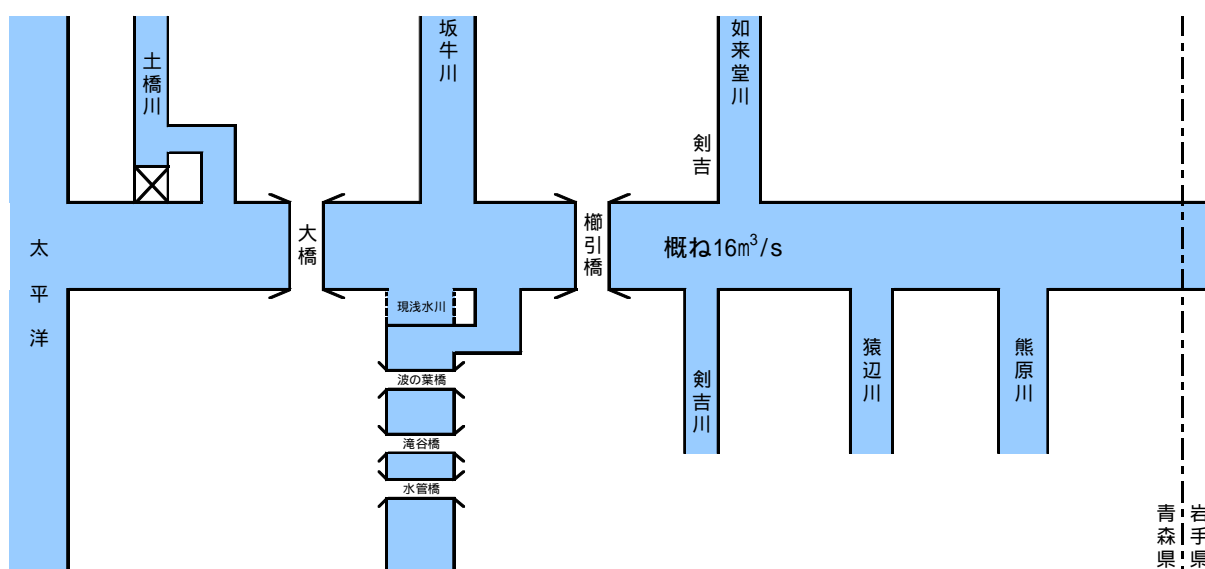 太平洋
土橋川
坂牛川
如来堂川
剣吉
大橋
櫛引橋
概ね16m³/s
現浅水川
波の葉橋
滝谷橋
水管橋
剣吉川
猿辺川
熊原川
青森県
岩手県